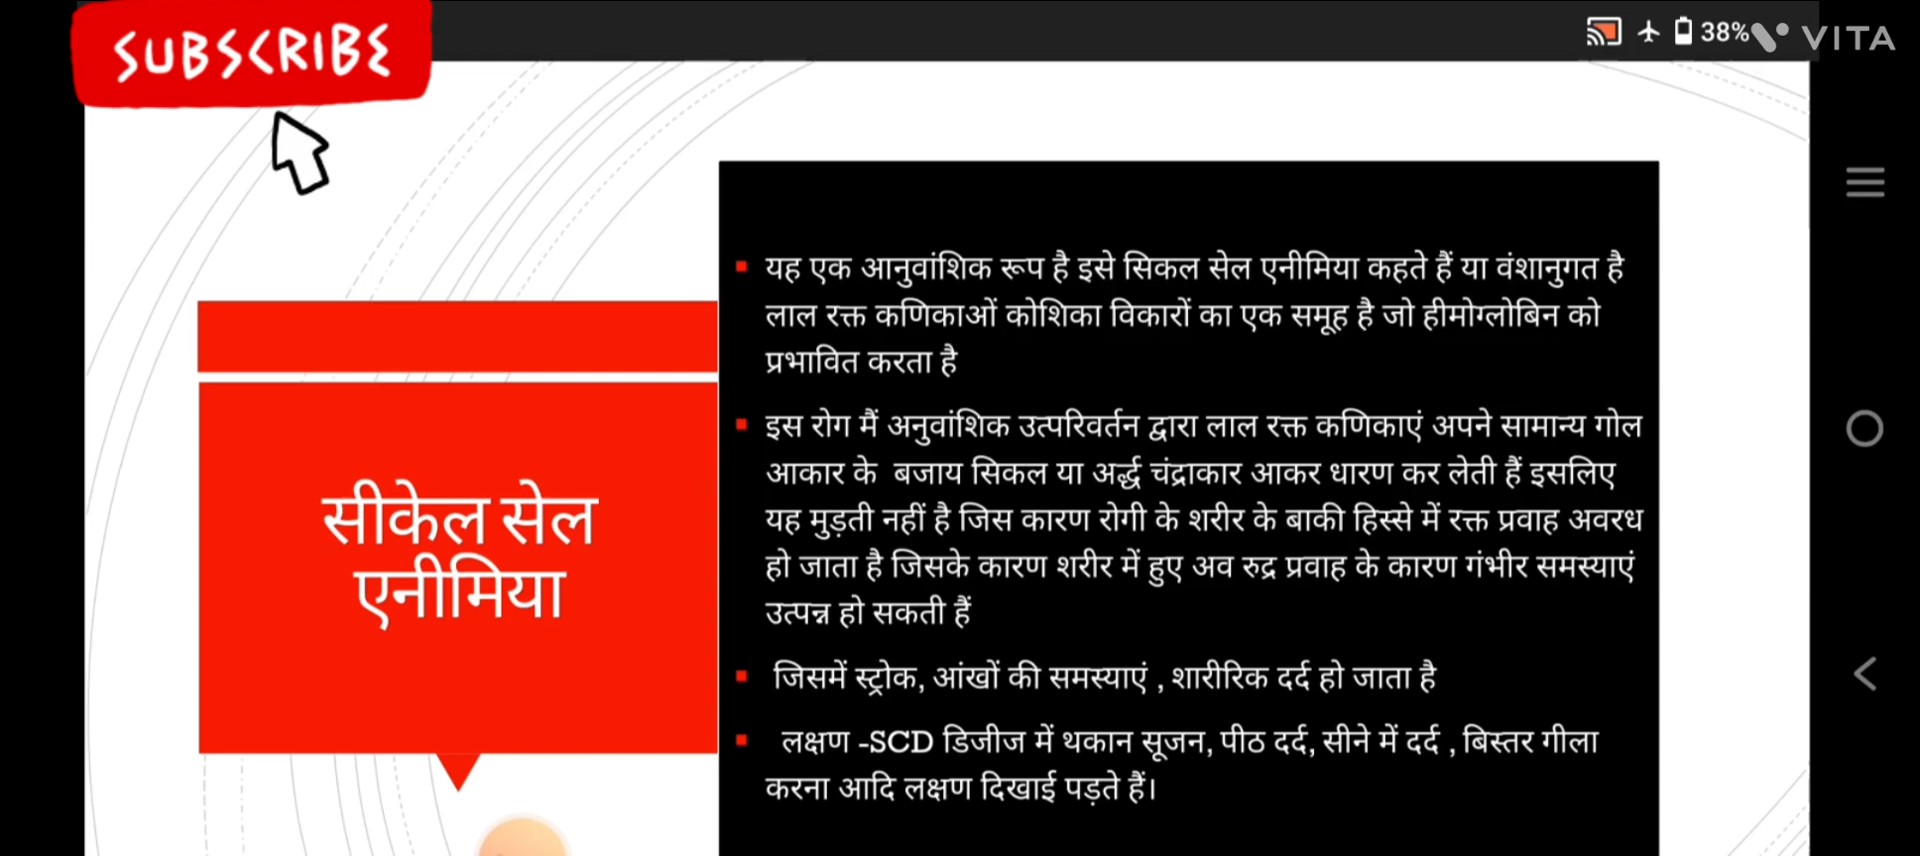 SUBSCRIBE
38%
VITA
सीकेल सेल
एनीमिया
▪ यह एक आनुवांशिक रूप है इसे सिकल सेल एनीमिया कहते हैं या वंशानुगत है
लाल रक्त कणिकाओं कोशिका विकारों का एक समूह है जो हीमोग्लोबिन को
प्रभावित करता है
▪ इस रोग मैं अनुवांशिक उत्परिवर्तन द्वारा लाल रक्त कणिकाएं अपने सामान्य गोल
आकार के बजाय सिकल या अर्द्ध चंद्राकार आकर धारण कर लेती हैं इसलिए
यह मुड़ती नहीं है जिस कारण रोगी के शरीर के बाकी हिस्से में रक्त प्रवाह अवरध
हो जाता है जिसके कारण शरीर में हुए अव रुद्र प्रवाह के कारण गंभीर समस्याएं
उत्पन्न हो सकती हैं
▪ जिसमें स्ट्रोक, आंखों की समस्याएं , शारीरिक दर्द हो जाता है
▪ लक्षण -SCD डिजीज में थकान सूजन, पीठ दर्द, सीने में दर्द , बिस्तर गीला
करना आदि लक्षण दिखाई पड़ते हैं।